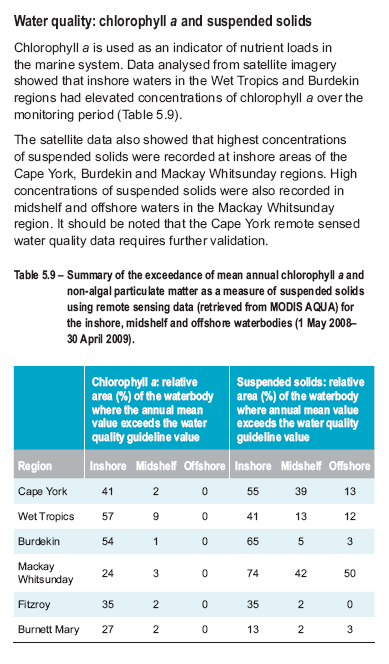 Water quality: chlorophyll a and suspended solids
Chlorophyll a is used as an indicator of nutrient loads in
the marine system. Data analysed from satellite imagery
showed that inshore waters in the Wet Tropics and Burdekin
regions had elevated concentrations of chlorophyll a over the
monitoring period (Table 5.9).
The satellite data also showed that highest concentrations
of suspended solids were recorded at inshore areas of the
Cape York, Burdekin and Mackay Whitsunday regions. High
concentrations of suspended solids were also recorded in
midshelf and offshore waters in the Mackay Whitsunday
region. It should be noted that the Cape York remote sensed
water quality data requires further validation.
Table 5.9 – Summary of the exceedance of mean annual chlorophyll a and
non-algal particulate matter as a measure of suspended solids
using remote sensing data (retrieved from MODIS AQUA) for
the inshore, midshelf and offshore waterbodies (1 May 2008–
30 April 2009).
Chlorophyll a: relative Suspended solids: relative
area (%) of the waterbody area (%) of the waterbody
where the annual mean where annual mean value
value exceeds the water exceeds the water quality
quality guideline value guideline value
Region Inshore Midshelf Offshore Inshore Midshelf Offshore
Cape York 41 2 0 55 39 13
Wet Tropics 57 9 0 41 13 12
Burdekin 54 1 0 65 5 3
Mackay
Whitsunday 24 3 0 74 42 50
Fitzroy 35 2 0 35 2 0
Burnett Mary 27 2 0 13 2 3